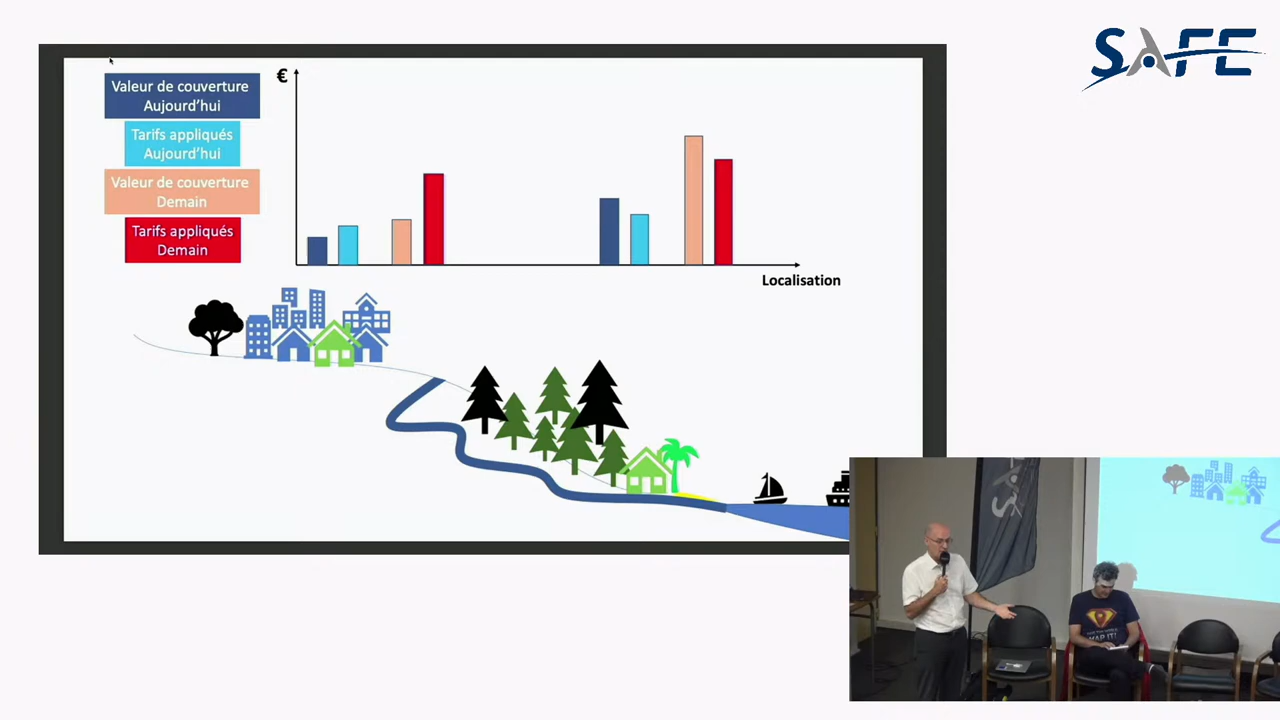 SAFE
€
Valeur de couverture
Aujourd'hui
Tarifs appliqués
Aujourd'hui
Valeur de couverture
Demain
Tarifs appliqués
Demain
Localisation